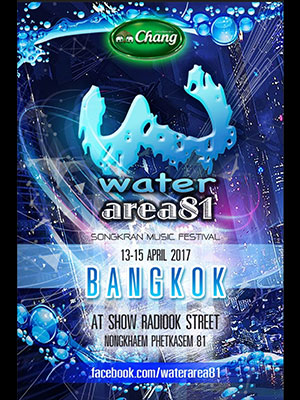 Chang
water
area81
SONGKRAN MUSIC FESTIVAL
13-15 APRIL 2017
BANGKOK
AT SHOW RADIOOK STREET
NONGKHAEM PHETKASEM 81
facebook.com/waterarea81